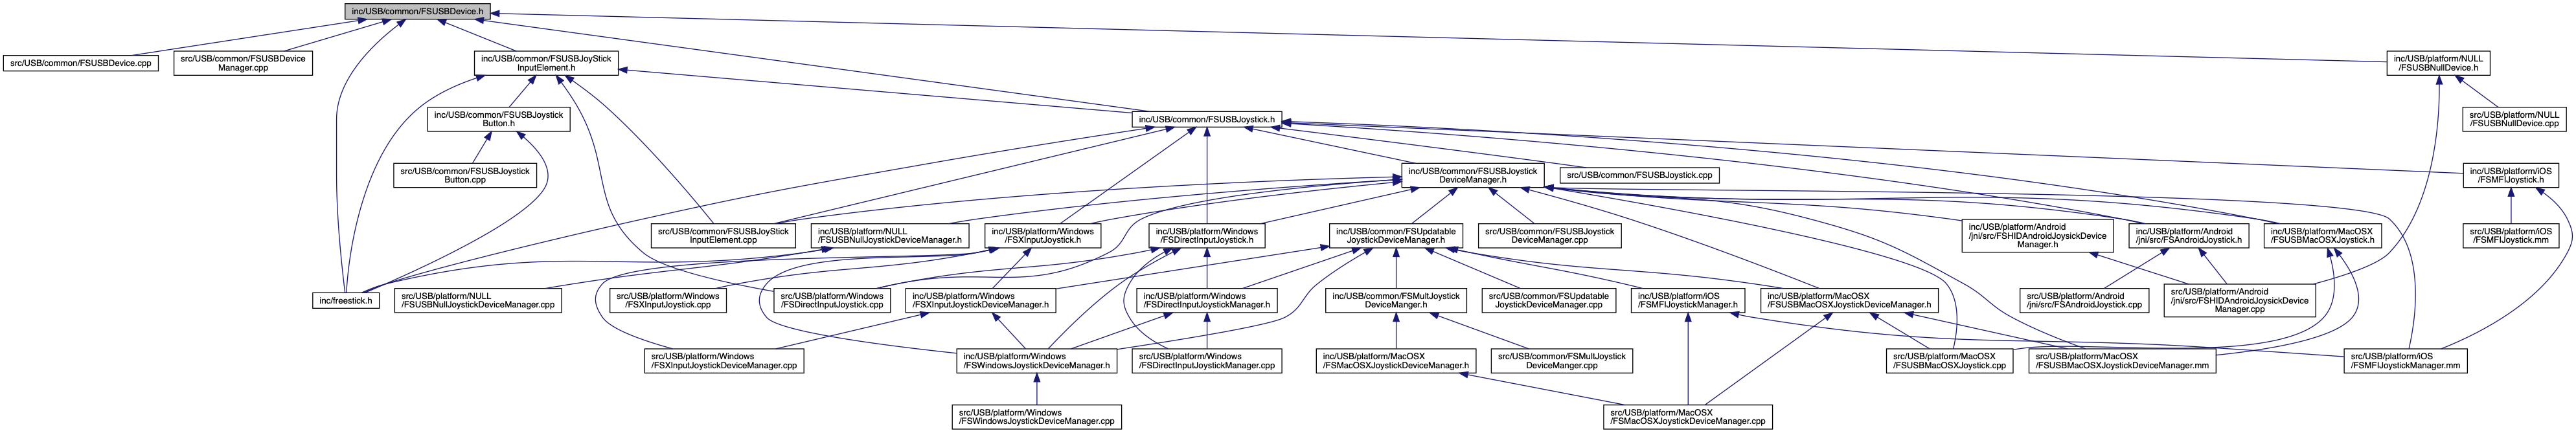 inc/USB/common/FSUSBDevice.h
src/USB/common/FSUSBDevice.cpp
src/USB/common/FSUSBDevice
Manager.cpp
inc/USB/common/FSUSBJoyStick
InputElement.h
inc/USB/platform/NULL
/FSUSBNullDevice.h
inc/USB/common/FSUSBJoystick
Button.h
inc/USB/common/FSUSBJoystick.h
src/USB/platform/NULL
/FSUSBNullDevice.cpp
src/USB/common/FSUSBJoystick
Button.cpp
inc/USB/common/FSUSBJoystick
DeviceManager.h
src/USB/common/FSUSBJoystick.cpp
inc/USB/platform/iOS
/FSMFIJoystick.h
src/USB/common/FSUSBJoyStick
InputElement.cpp
inc/USB/platform/NULL
/FSUSBNullJoystickDeviceManager.h
inc/USB/platform/Windows
/FSXInputJoystick.h
inc/USB/platform/Windows
/FSDirectInputJoystick.h
inc/USB/common/FSUpdatable
JoystickDeviceManager.h
src/USB/common/FSUSBJoystick
DeviceManager.cpp
inc/USB/platform/Android
/jni/src/FSHIDAndroidJoysickDevice
Manager.h
inc/USB/platform/Android
/jni/src/FSAndroidJoystick.h
inc/USB/platform/MacOSX
/FSUSBMacOSXJoystick.h
src/USB/platform/iOS
/FSMFIJoystick.mm
inc/freestick.h
src/USB/platform/NULL
/FSUSBNullJoystickDeviceManager.cpp
src/USB/platform/Windows
/FSXInputJoystick.cpp
src/USB/platform/Windows
/FSDirectInputJoystick.cpp
inc/USB/platform/Windows
/FSXInputJoystickDeviceManager.h
inc/USB/platform/Windows
/FSDirectInputJoystickManager.h
inc/USB/common/FSMultJoystick
DeviceManger.h
src/USB/common/FSUpdatable
JoystickDeviceManager.cpp
inc/USB/platform/iOS
/FSMFIJoystickManager.h
inc/USB/platform/MacOSX
/FSUSBMacOSXJoystickDeviceManager.h
src/USB/platform/Android
/jni/src/FSAndroidJoystick.cpp
src/USB/platform/Android
/jni/src/FSHIDAndroidJoysickDevice
Manager.cpp
src/USB/platform/Windows
/FSXInputJoystickDeviceManager.cpp
inc/USB/platform/Windows
/FSWindowsJoystickDeviceManager.h
src/USB/platform/Windows
/FSDirectInputJoystickManager.cpp
inc/USB/platform/MacOSX
/FSMacOSXJoystickDeviceManager.h
src/USB/common/FSMultJoystick
DeviceManger.cpp
src/USB/platform/MacOSX
/FSUSBMacOSXJoystick.cpp
src/USB/platform/MacOSX
/FSUSBMacOSXJoystickDeviceManager.mm
src/USB/platform/iOS
/FSMFIJoystickManager.mm
src/USB/platform/Windows
/FSWindowsJoystickDeviceManager.cpp
src/USB/platform/MacOSX
/FSMacOSXJoystickDeviceManager.cpp